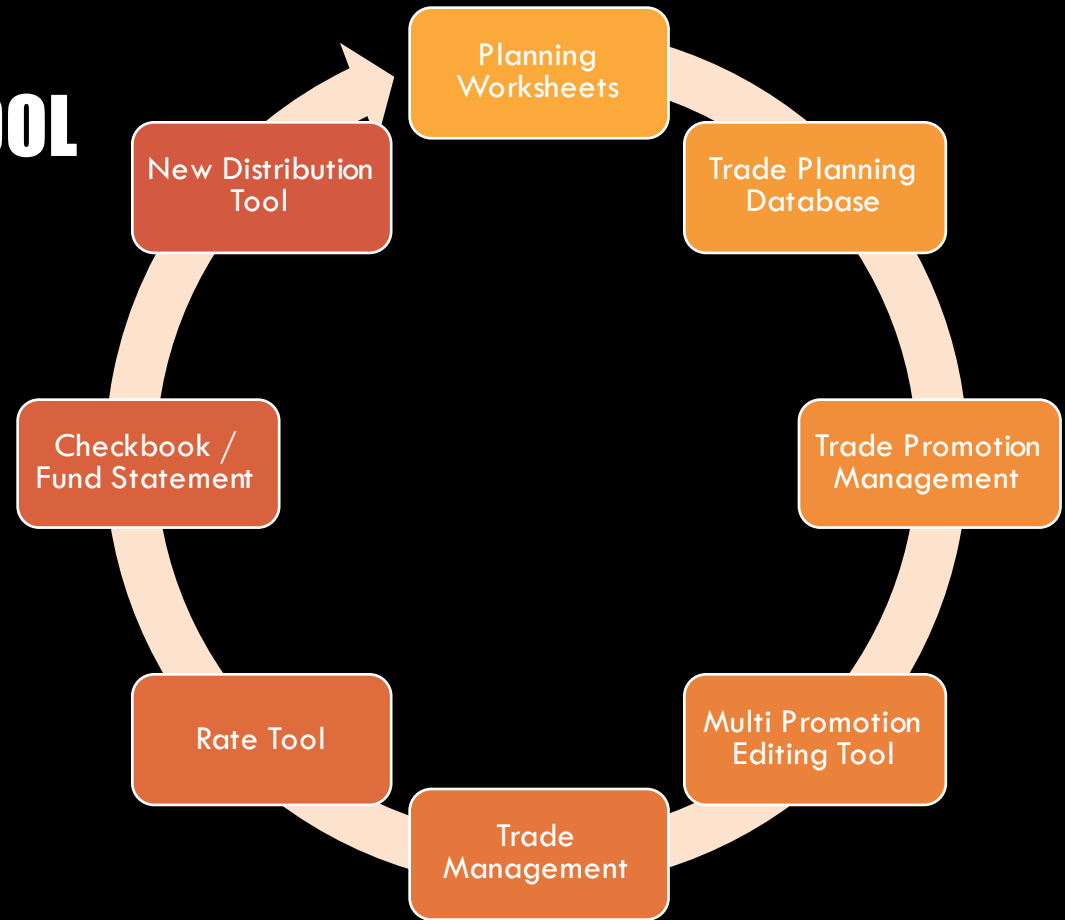 Planning
Worksheets
Trade Planning
Database
Trade Promotion
Management
Multi Promotion
Editing Tool
Trade
Management
Rate Tool
Checkbook /
Fund Statement
New Distribution
Tool